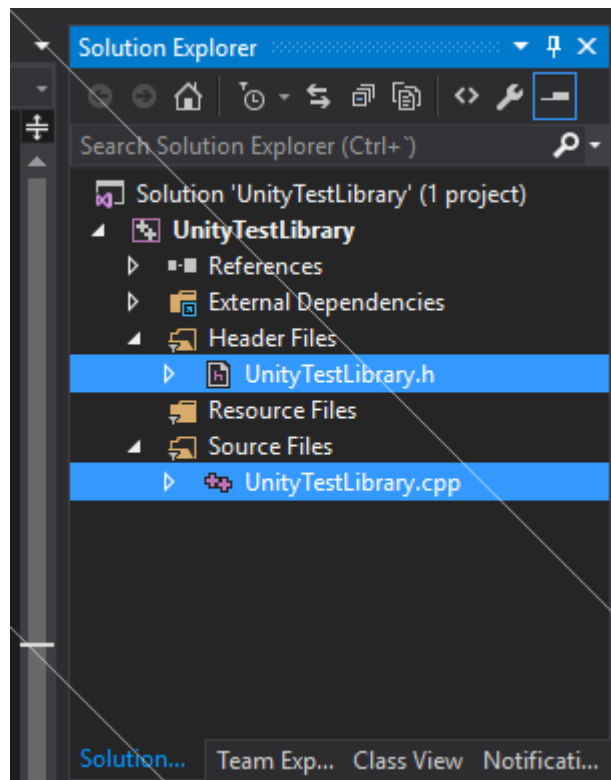 Solution Explorer
Search Solution Explorer (Ctrl+`)
Solution 'UnityTestLibrary' (1 project)
UnityTestLibrary
References
External Dependencies
Header Files
UnityTestLibrary.h
Resource Files
Source Files
UnityTestLibrary.cpp
Solution... Team Exp... Class View Notificati...